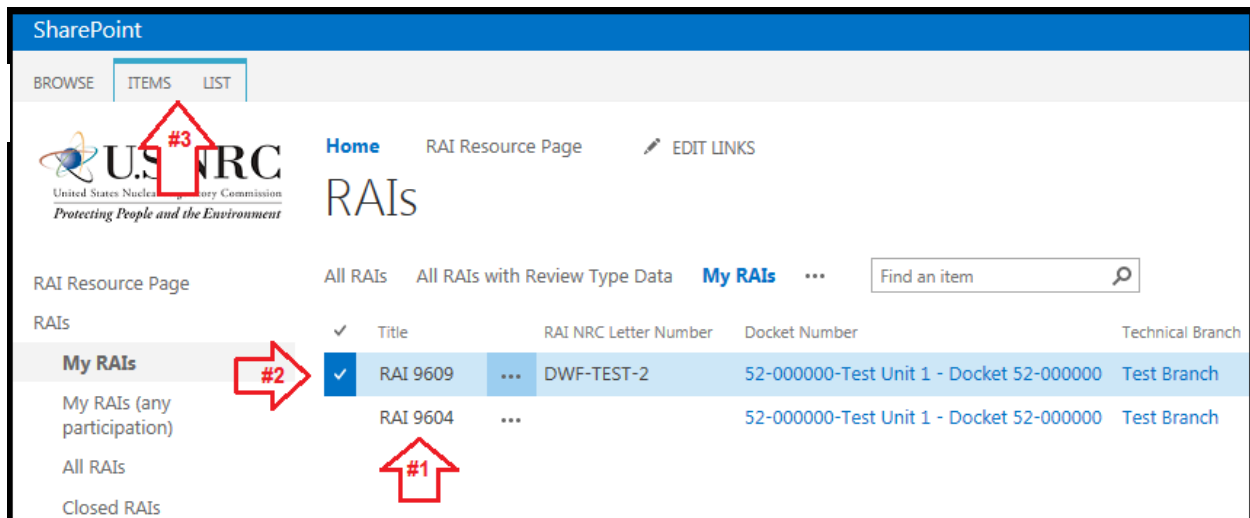 SharePoint
BROWSE ITEMS LIST
#3
U.S.NRC
United States Nuclear Regulatory Commission
Protecting People and the Environment
Home RAI Resource Page EDIT LINKS
RAIs
All RAIs All RAIs with Review Type Data My RAIs ••• Find an item
RAI Resource Page
RAIs
My RAIs
My RAIs (any
participation)
All RAIs
Closed RAIs
Title RAI NRC Letter Number Docket Number Technical Branch
#2
RAI 9609 ••• DWF-TEST-2 52-000000-Test Unit 1 - Docket 52-000000 Test Branch
RAI 9604 ••• 52-000000-Test Unit 1 - Docket 52-000000 Test Branch
#1